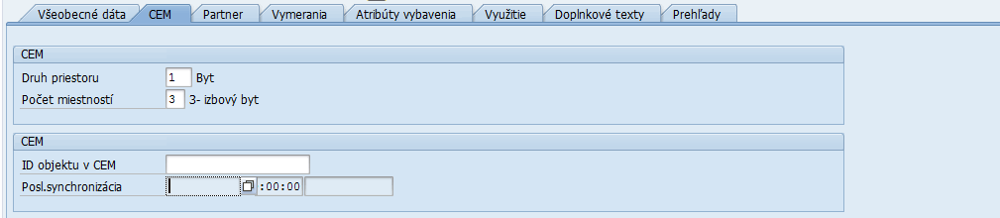 Všeobecné dáta CEM Partner Vymerania Atribúty vybavenia Využitie Doplnkové texty Prehľady
CEM
Druh priestoru 1 Byt
Počet miestností 3 3- izbový byt
CEM
ID objektu v CEM
Posl.synchronizácia :00:00